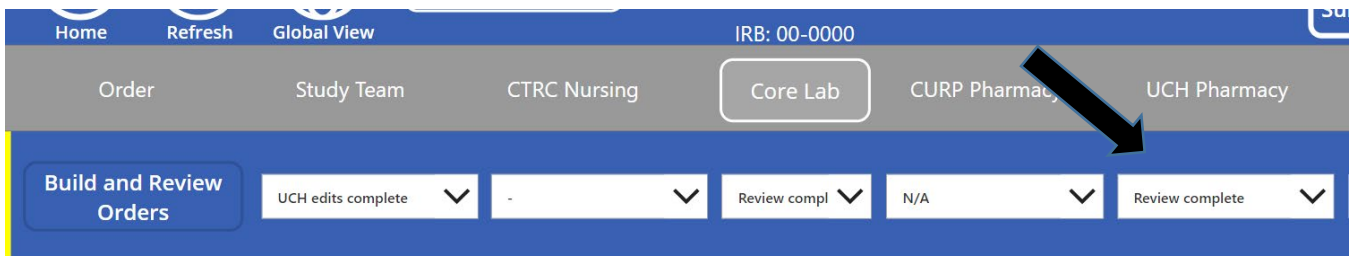 Home Refresh Global View
IRB: 00-0000
Order Study Team CTRC Nursing Core Lab CURP Pharmacy UCH Pharmacy
Build and Review
Orders
UCH edits complete - Review compl N/A Review complete